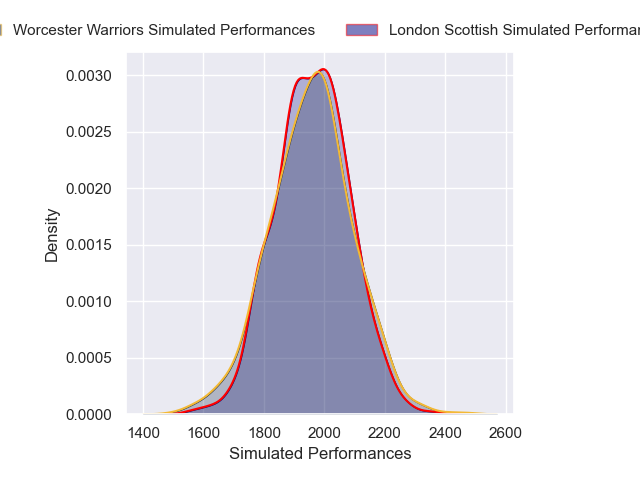 Worcester Warriors Simulated Performances London Scottish Simulated
0.0030
0.0025
0.0020
0.0015
0.0010
0.0005
0.0000
Density
1400 1600 1800 2000 2200 2400 2600
Simulated Performances